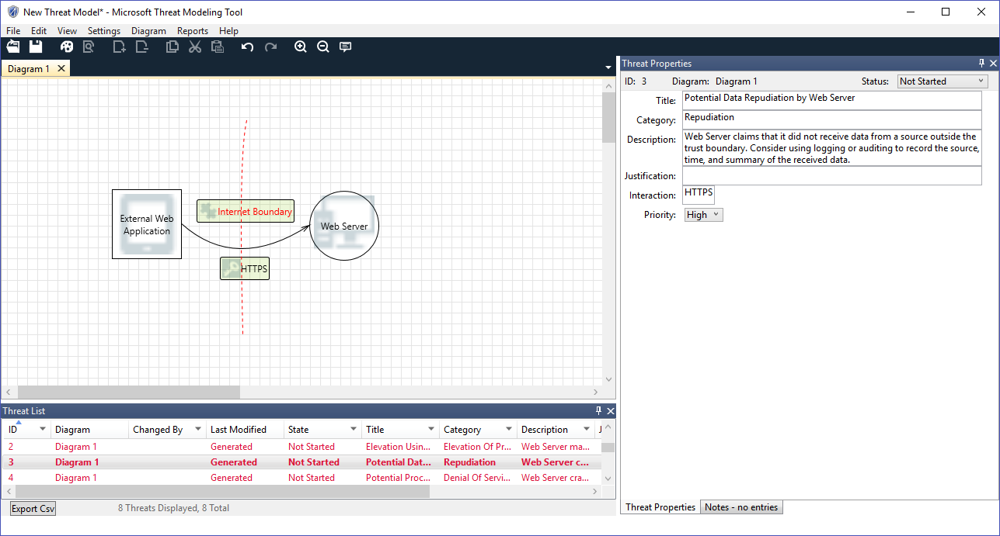 New Threat Model* - Microsoft Threat Modeling Tool
File Edit View Settings Diagram Reports Help
Diagram 1
External Web
Application
Internet Boundary
HTTPS
Web Server
Threat Properties
ID: 3 Diagram: Diagram 1 Status: Not Started
Title: Potential Data Repudiation by Web Server
Category: Repudiation
Description: Web Server claims that it did not receive data from a source outside the
trust boundary. Consider using logging or auditing to record the source,
time, and summary of the received data.
Justification:
Interaction: HTTPS
Priority: High
Threat List
ID Diagram Changed By Last Modified State Title Category Description J
2 Diagram 1 Generated Not Started Elevation Usin... Elevation Of Pr... Web Server ma...
3 Diagram 1 Generated Not Started Potential Dat... Repudiation Web Server c...
4 Diagram 1 Generated Not Started Potential Proc... Denial Of Servi... Web Server cra...
Export Csv 8 Threats Displayed, 8 Total
Threat Properties Notes - no entries